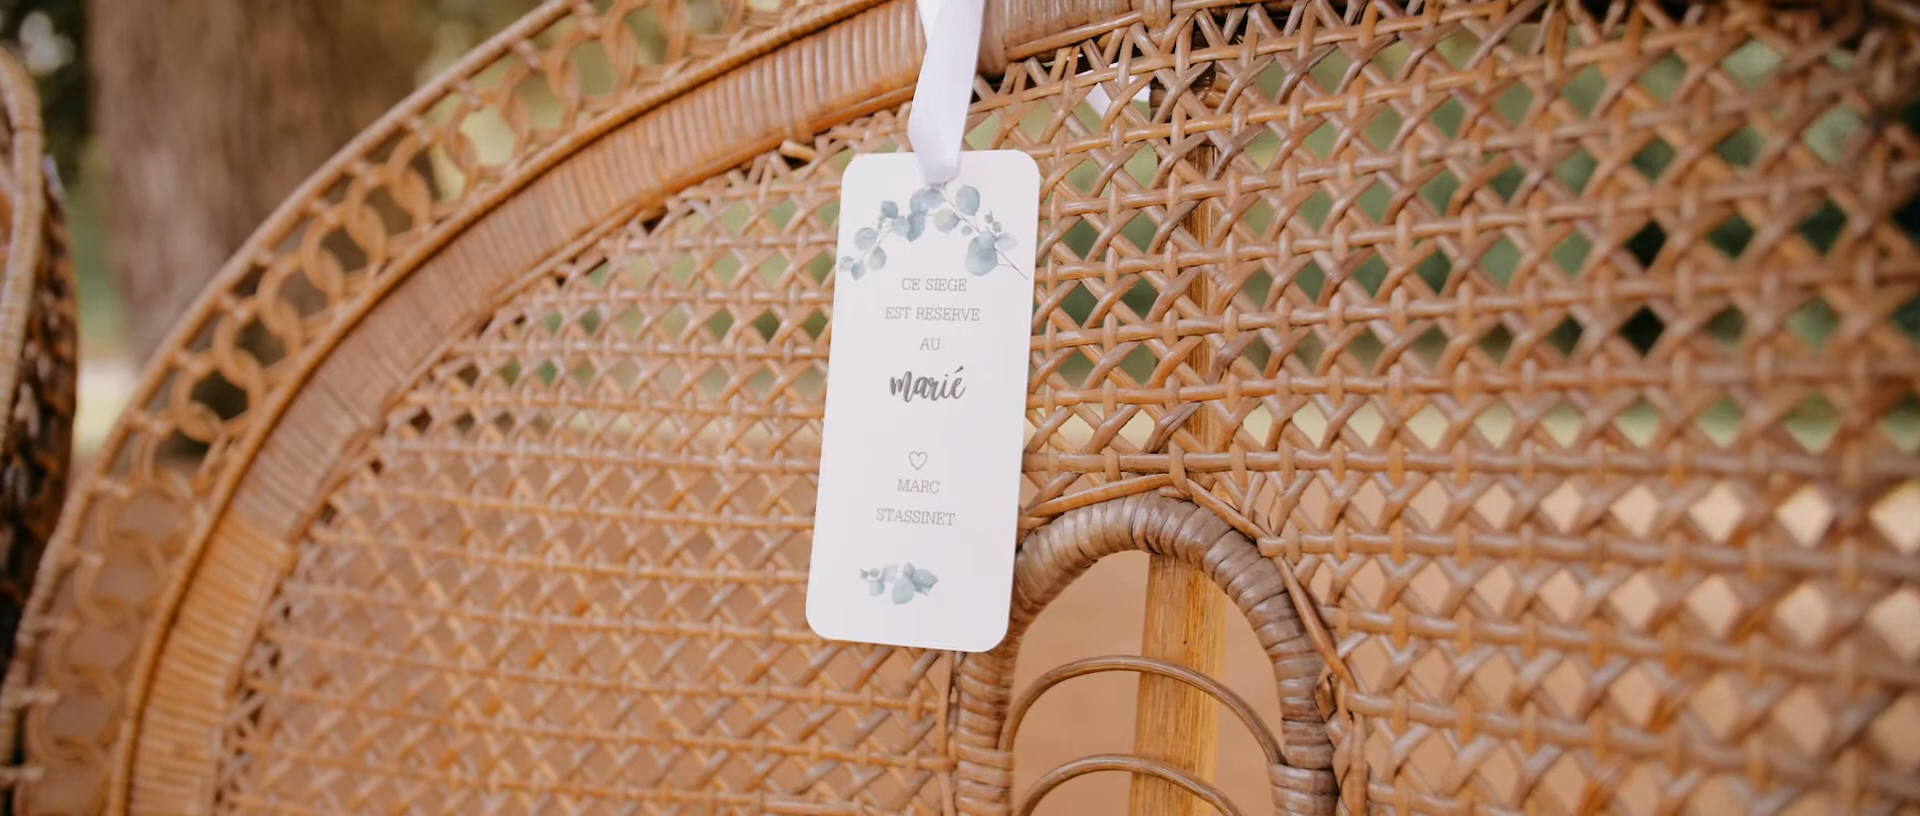 CE SIEGE
EST RESERVE
AU
marié
MARC
STASSINET